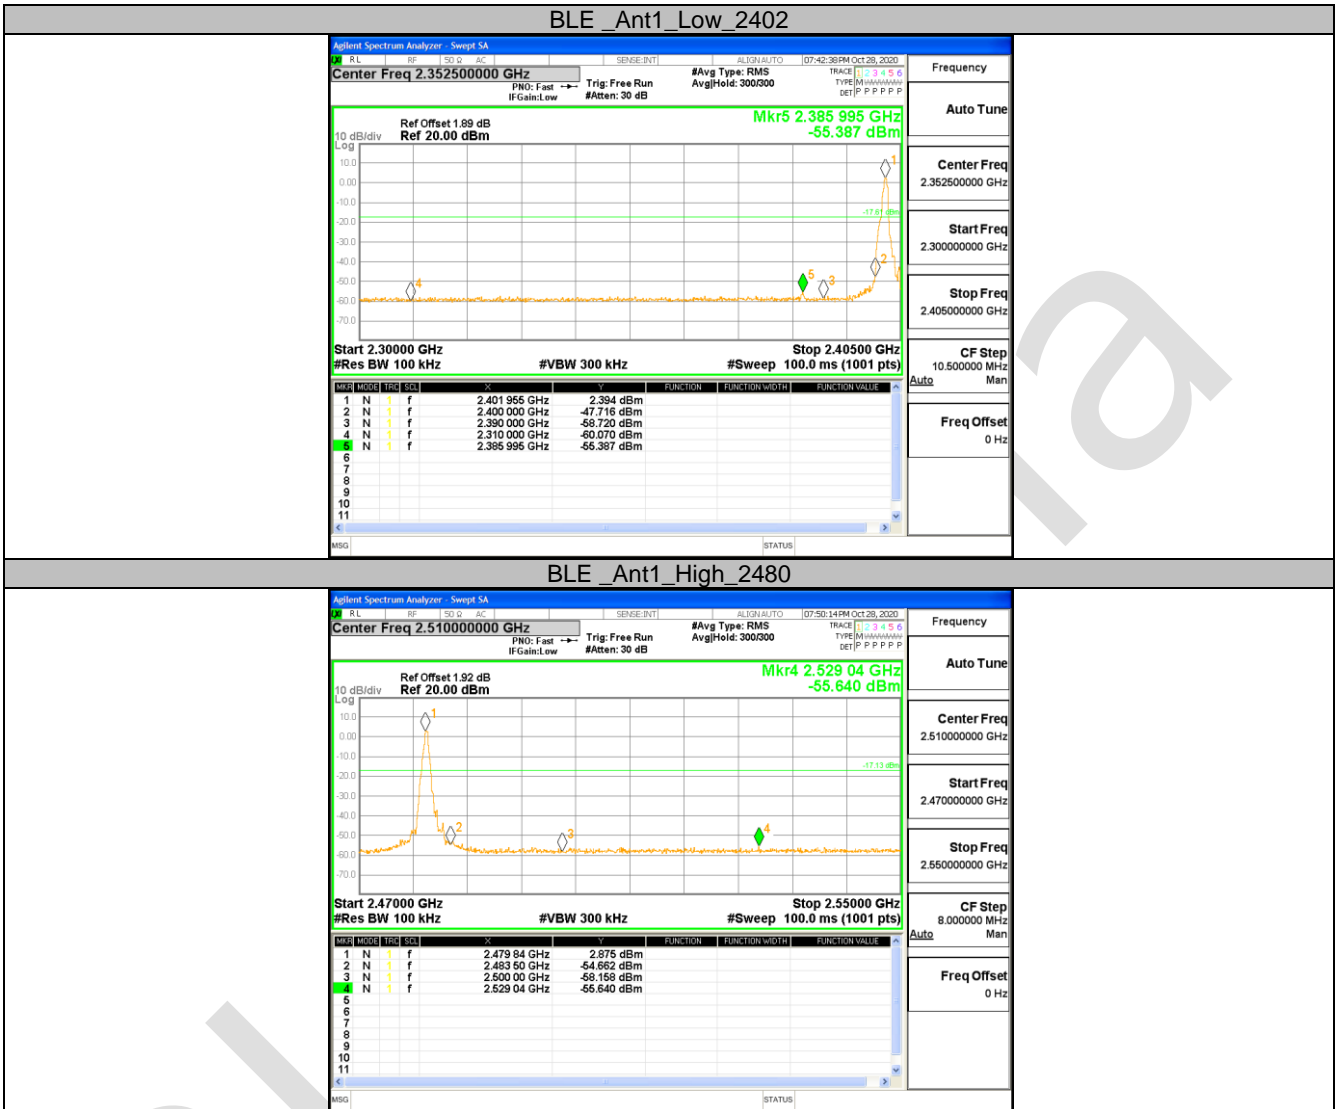 BLE _Ant1_Low_2402
Agilent Spectrum Analyzer - Swept SA
RL RF 50 Ω AC SENSE:INT ALIGNAUTO 07:42:38 PM Oct 28, 2020
Center Freq 2.352500000 GHz
PNO: Fast
IFGain:Low
Trig: Free Run
#Atten: 30 dB
#Avg Type: RMS
Avg|Hold: 300/300
TRACE 1 2 3 4 5 6
TYPE M
DET P P P P P P
Frequency
Auto Tune
Mkr5 2.385 995 GHz
-55.387 dBm
Ref Offset 1.89 dB
10 dB/div Ref 20.00 dBm
Log
10.0
0.00
-10.0
-20.0
-30.0
-40.0
-50.0
-60.0
-70.0
-17.61 dBm
1
2
3
4
5
Center Freq
2.352500000 GHz
Start Freq
2.300000000 GHz
Stop Freq
2.405000000 GHz
CF Step
10.500000 MHz
Auto Man
Freq Offset
0 Hz
Start 2.30000 GHz Stop 2.40500 GHz
#Res BW 100 kHz #VBW 300 kHz #Sweep 100.0 ms (1001 pts)
MKR MODE TRC SCL X Y FUNCTION FUNCTION WIDTH FUNCTION VALUE
1 N 1 f 2.401 955 GHz 2.394 dBm
2 N 1 f 2.400 000 GHz -47.716 dBm
3 N 1 f 2.390 000 GHz -58.720 dBm
4 N 1 f 2.310 000 GHz -60.070 dBm
5 N 1 f 2.385 995 GHz -55.387 dBm
6
7
8
9
10
11
MSG STATUS
BLE _Ant1_High_2480
Agilent Spectrum Analyzer - Swept SA
RL RF 50 Ω AC SENSE:INT ALIGNAUTO 07:50:14 PM Oct 28, 2020
Center Freq 2.510000000 GHz
PNO: Fast
IFGain:Low
Trig: Free Run
#Atten: 30 dB
#Avg Type: RMS
Avg|Hold: 300/300
TRACE 1 2 3 4 5 6
TYPE M
DET P P P P P P
Frequency
Auto Tune
Mkr4 2.529 04 GHz
-55.640 dBm
Ref Offset 1.92 dB
10 dB/div Ref 20.00 dBm
Log
10.0
0.00
-10.0
-20.0
-30.0
-40.0
-50.0
-60.0
-70.0
-17.13 dBm
1
2
3
4
Center Freq
2.510000000 GHz
Start Freq
2.470000000 GHz
Stop Freq
2.550000000 GHz
CF Step
8.000000 MHz
Auto Man
Freq Offset
0 Hz
Start 2.47000 GHz Stop 2.55000 GHz
#Res BW 100 kHz #VBW 300 kHz #Sweep 100.0 ms (1001 pts)
MKR MODE TRC SCL X Y FUNCTION FUNCTION WIDTH FUNCTION VALUE
1 N 1 f 2.479 84 GHz 2.875 dBm
2 N 1 f 2.483 50 GHz -54.662 dBm
3 N 1 f 2.500 00 GHz -58.158 dBm
4 N 1 f 2.529 04 GHz -55.640 dBm
5
6
7
8
9
10
11
MSG STATUS